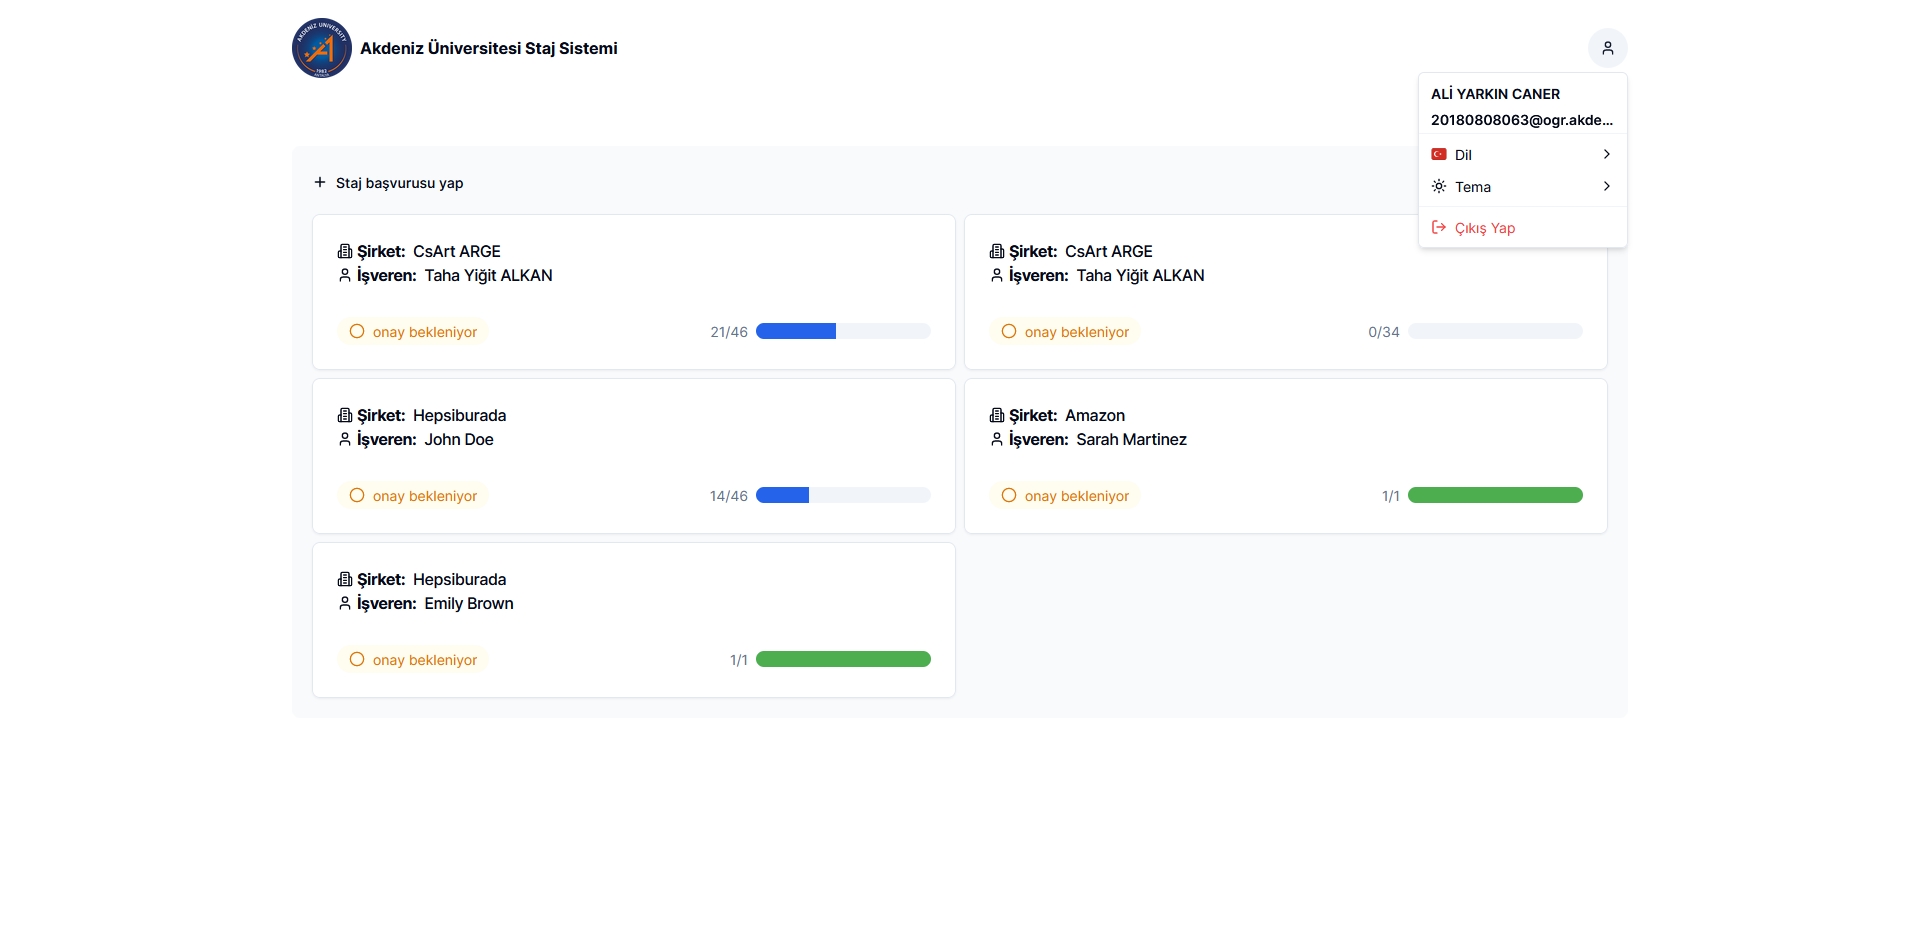 AKDENIZ UNIVERSITY
1982
ANTALYA
Akdeniz Üniversitesi Staj Sistemi
ALİ YARKIN CANER
20180808063@ogr.akde...
Dil
Tema
Çıkış Yap
Staj başvurusu yap
Şirket: CsArt ARGE
İşveren: Taha Yiğit ALKAN
onay bekleniyor
21/46
Şirket: CsArt ARGE
İşveren: Taha Yiğit ALKAN
onay bekleniyor
0/34
Şirket: Hepsiburada
İşveren: John Doe
onay bekleniyor
14/46
Şirket: Amazon
İşveren: Sarah Martinez
onay bekleniyor
1/1
Şirket: Hepsiburada
İşveren: Emily Brown
onay bekleniyor
1/1